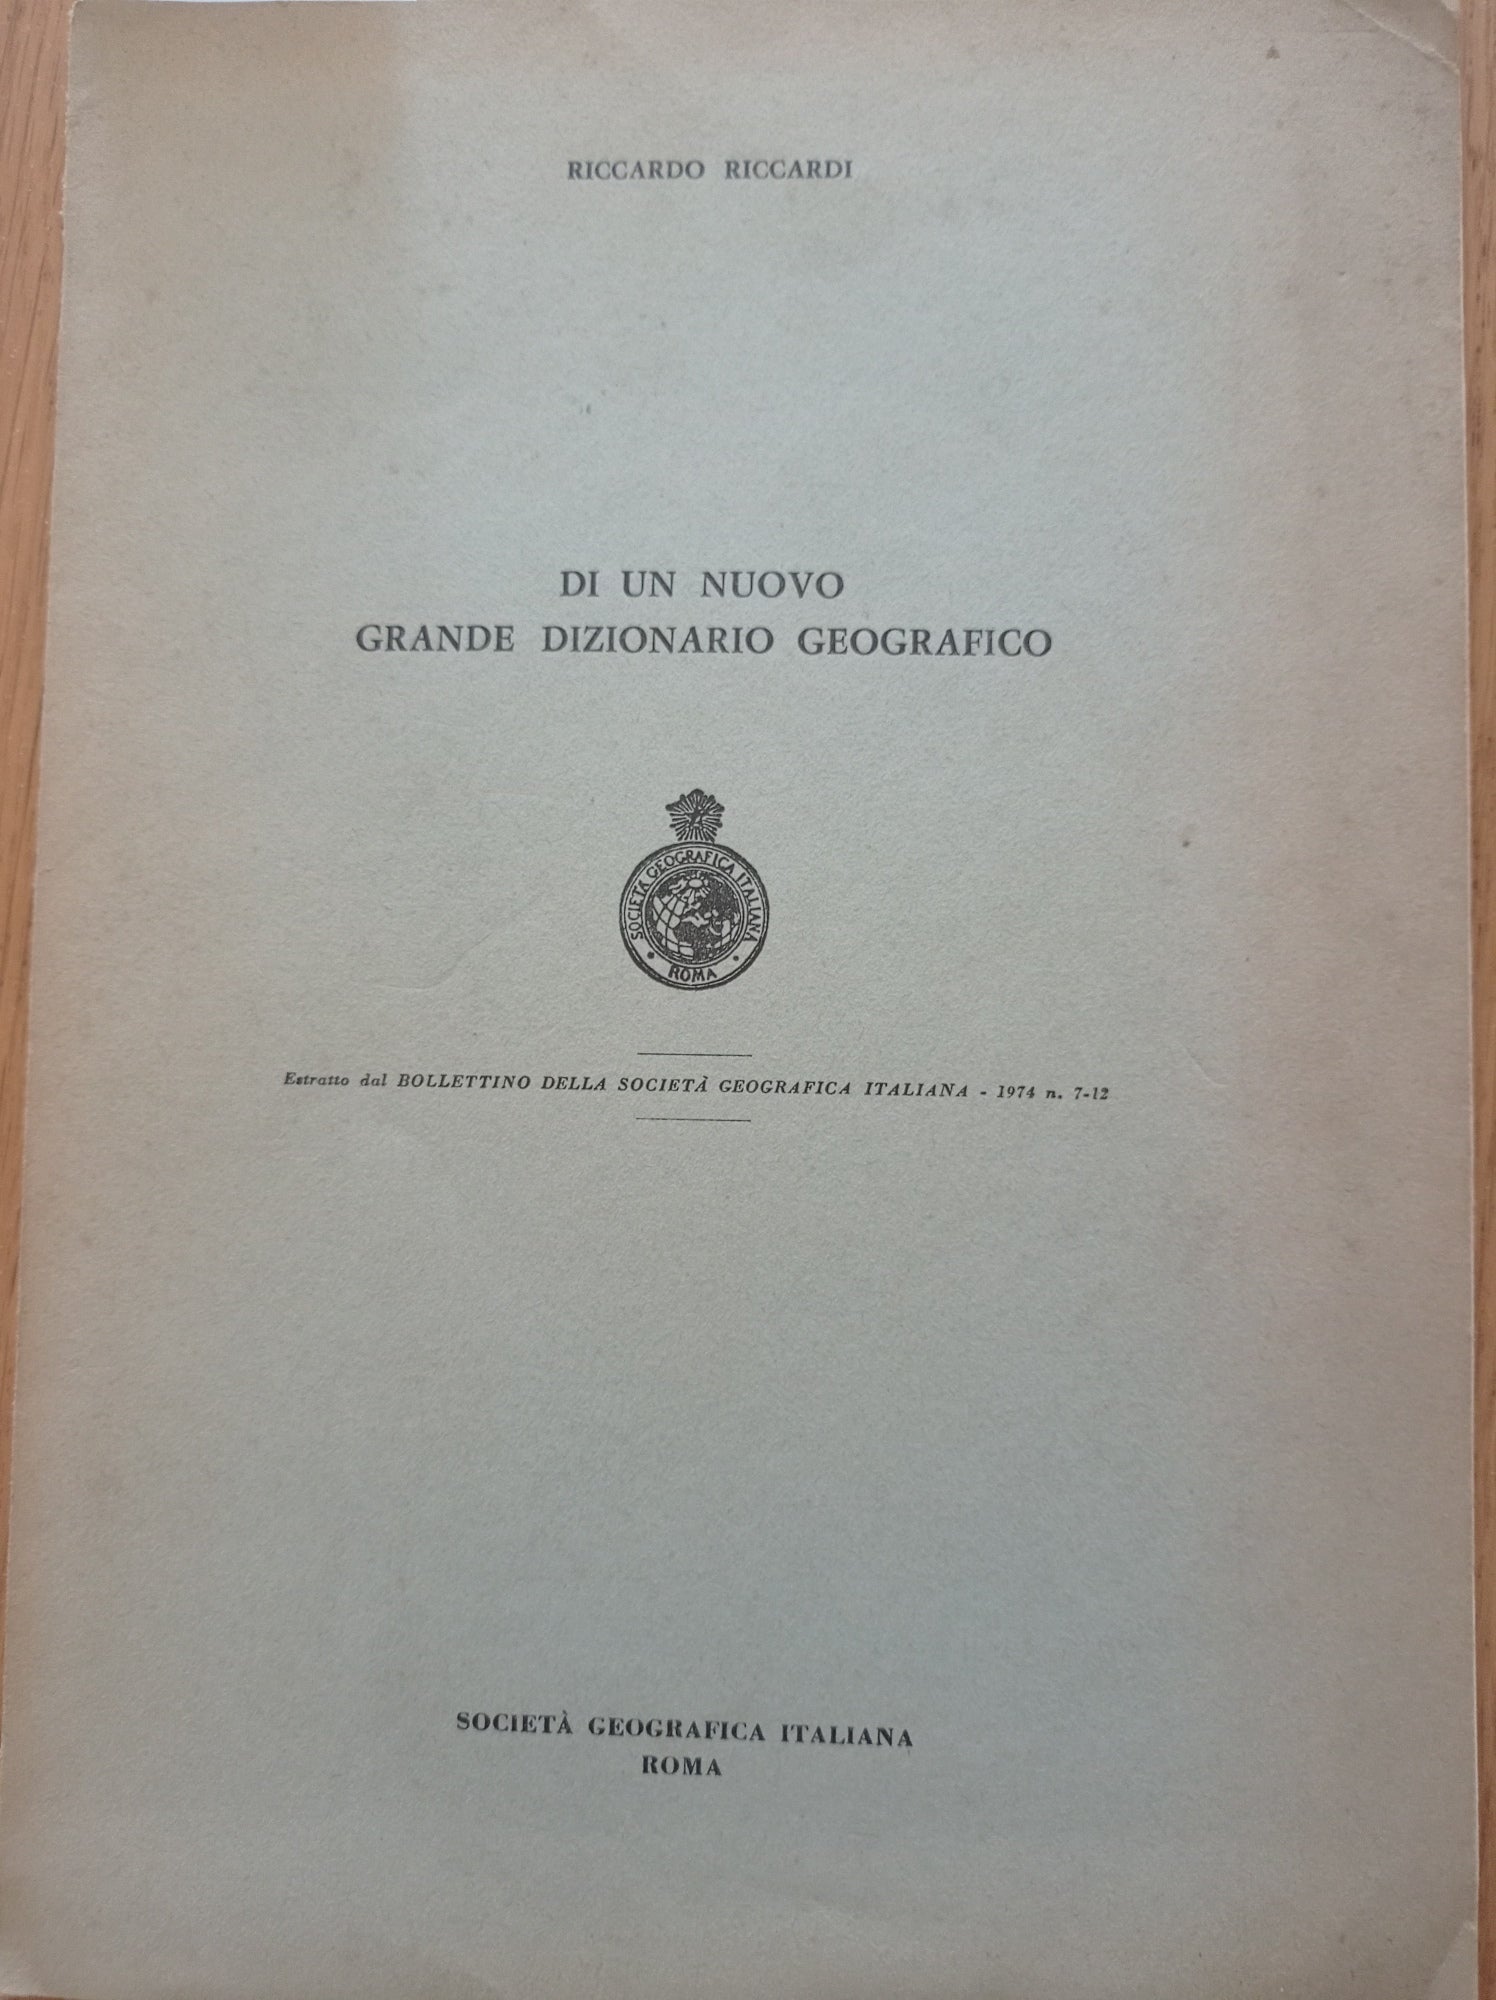 RICCARDO RICCARDI
DI UN NUOVO
GRANDE DIZIONARIO GEOGRAFICO
SOCIETÀ GEOGRAFICA ITALIANA
ROMA
Estratto dal BOLLETTINO DELLA SOCIETÀ GEOGRAFICA ITALIANA - 1974 n. 7-12
SOCIETÀ GEOGRAFICA ITALIANA
ROMA